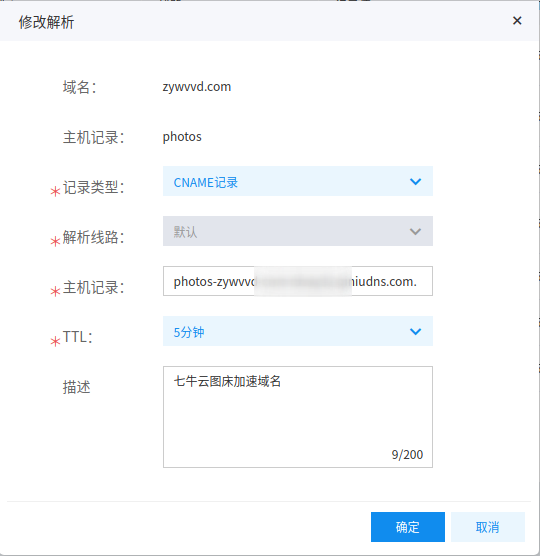 修改解析
域名： zywvvd.com
主机记录： photos
*记录类型： CNAME记录
*解析线路： 默认
*主机记录： photos-zywvvd niudns.com.
*TTL： 5分钟
描述 七牛云图床加速域名
9/200
确定 取消